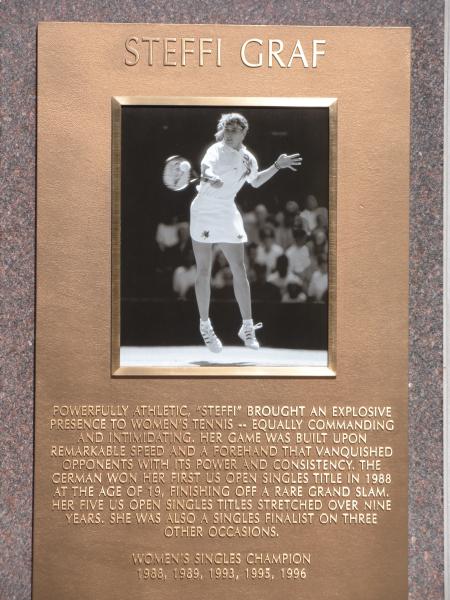 STEFFI GRAF
POWERFULLY ATHLETIC, "STEFFI" BROUGHT AN EXPLOSIVE
PRESENCE TO WOMEN'S TENNIS -- EQUALLY COMMANDING
AND INTIMIDATING. HER GAME WAS BUILT UPON
REMARKABLE SPEED AND A FOREHAND THAT VANQUISHED
OPPONENTS WITH ITS POWER AND CONSISTENCY. THE
GERMAN WON HER FIRST US OPEN SINGLES TITLE IN 1988
AT THE AGE OF 19, FINISHING OFF A RARE GRAND SLAM.
HER FIVE US OPEN SINGLES TITLES STRETCHED OVER NINE
YEARS. SHE WAS ALSO A SINGLES FINALIST ON THREE
OTHER OCCASIONS.
WOMEN'S SINGLES CHAMPION
1988, 1989, 1993, 1995, 1996